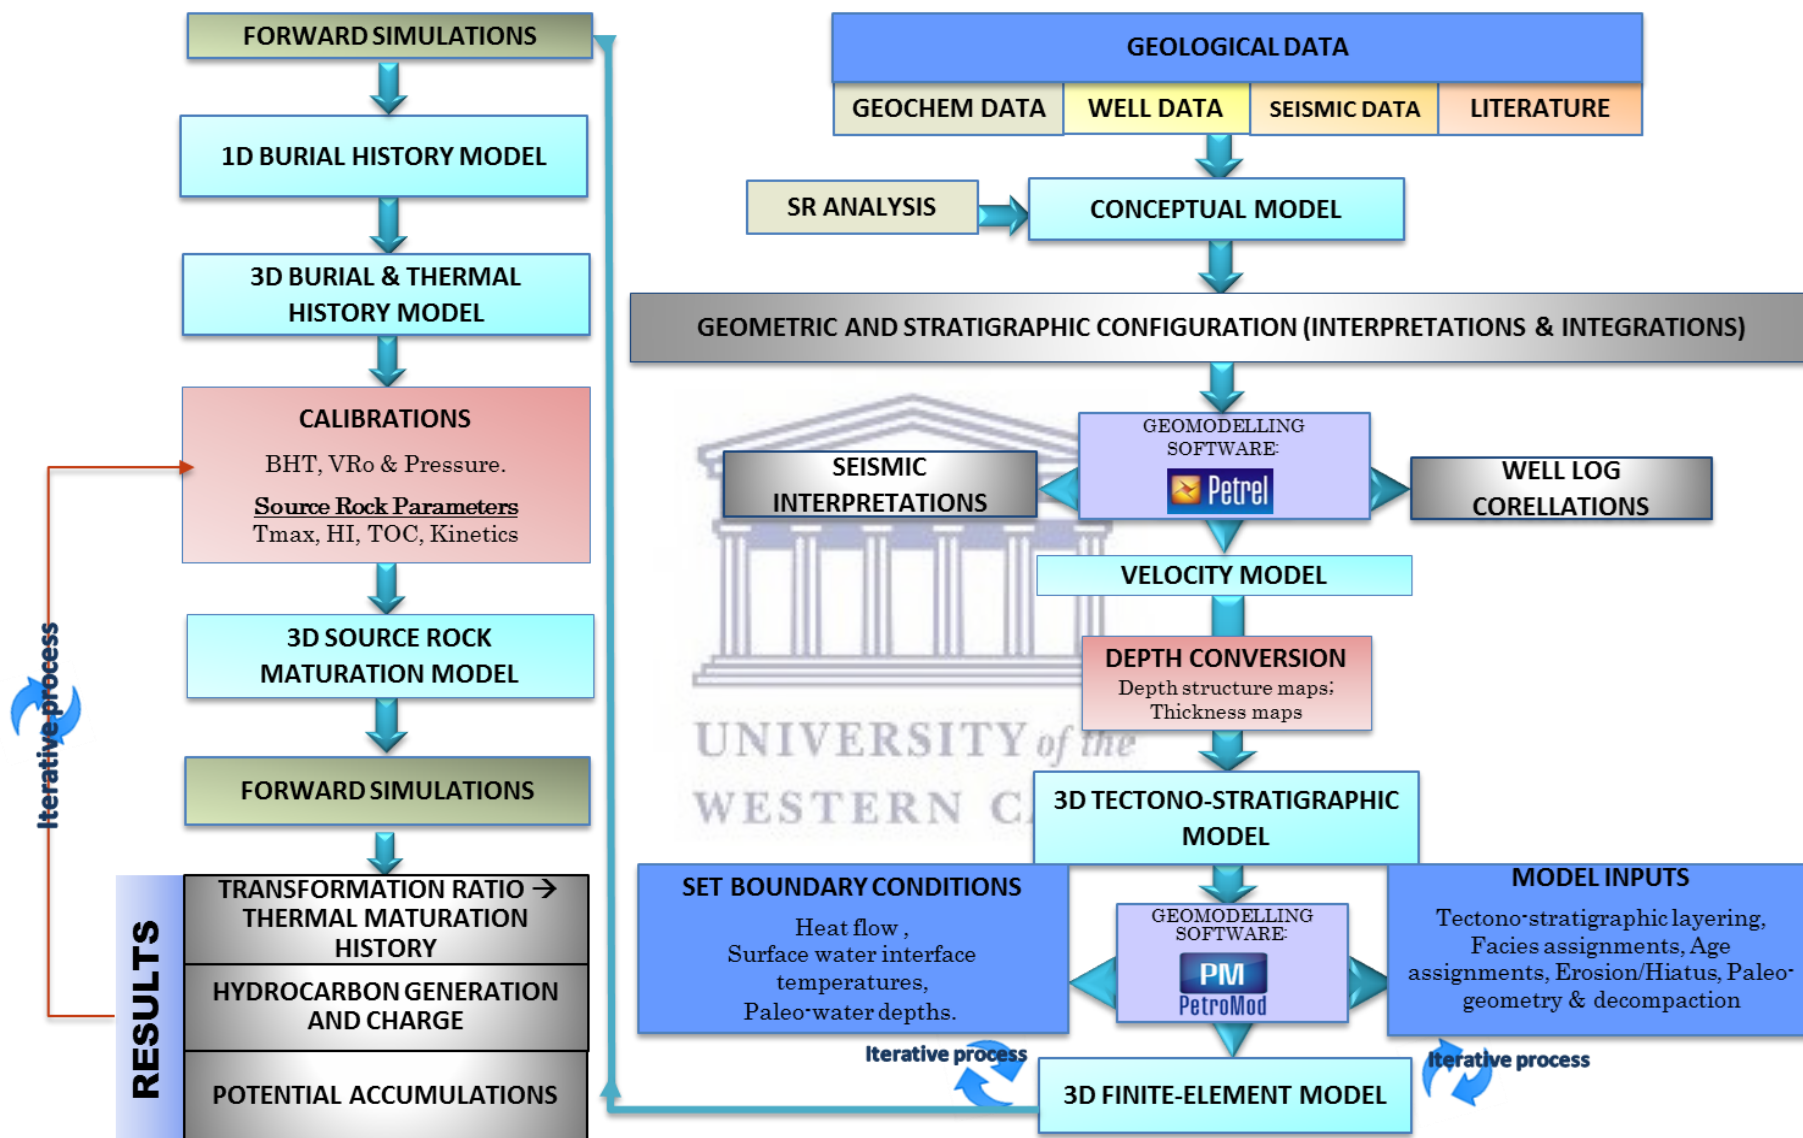 FORWARD SIMULATIONS
1D BURIAL HISTORY MODEL
3D BURIAL & THERMAL
HISTORY MODEL
CALIBRATIONS
BHT, VRo & Pressure.
Source Rock Parameters
Tmax, HI, TOC, Kinetics
3D SOURCE ROCK
MATURATION MODEL
FORWARD SIMULATIONS
Iterative process
RESULTS
TRANSFORMATION RATIO →
THERMAL MATURATION
HISTORY
HYDROCARBON GENERATION
AND CHARGE
POTENTIAL ACCUMULATIONS
GEOLOGICAL DATA
GEOCHEM DATA
WELL DATA
SEISMIC DATA
LITERATURE
SR ANALYSIS
CONCEPTUAL MODEL
GEOMETRIC AND STRATIGRAPHIC CONFIGURATION (INTERPRETATIONS & INTEGRATIONS)
GEOMODELLING
SOFTWARE:
Petrel
SEISMIC
INTERPRETATIONS
WELL LOG
CORELLATIONS
VELOCITY MODEL
DEPTH CONVERSION
Depth structure maps;
Thickness maps
UNIVERSITY of the
WESTERN CA
3D TECTONO-STRATIGRAPHIC
MODEL
SET BOUNDARY CONDITIONS
Heat flow ,
Surface water interface
temperatures,
Paleo-water depths.
GEOMODELLING
SOFTWARE:
PM
PetroMod
MODEL INPUTS
Tectono-stratigraphic layering,
Facies assignments, Age
assignments, Erosion/Hiatus, Paleo-
geometry & decompaction
Iterative process
Iterative process
3D FINITE-ELEMENT MODEL